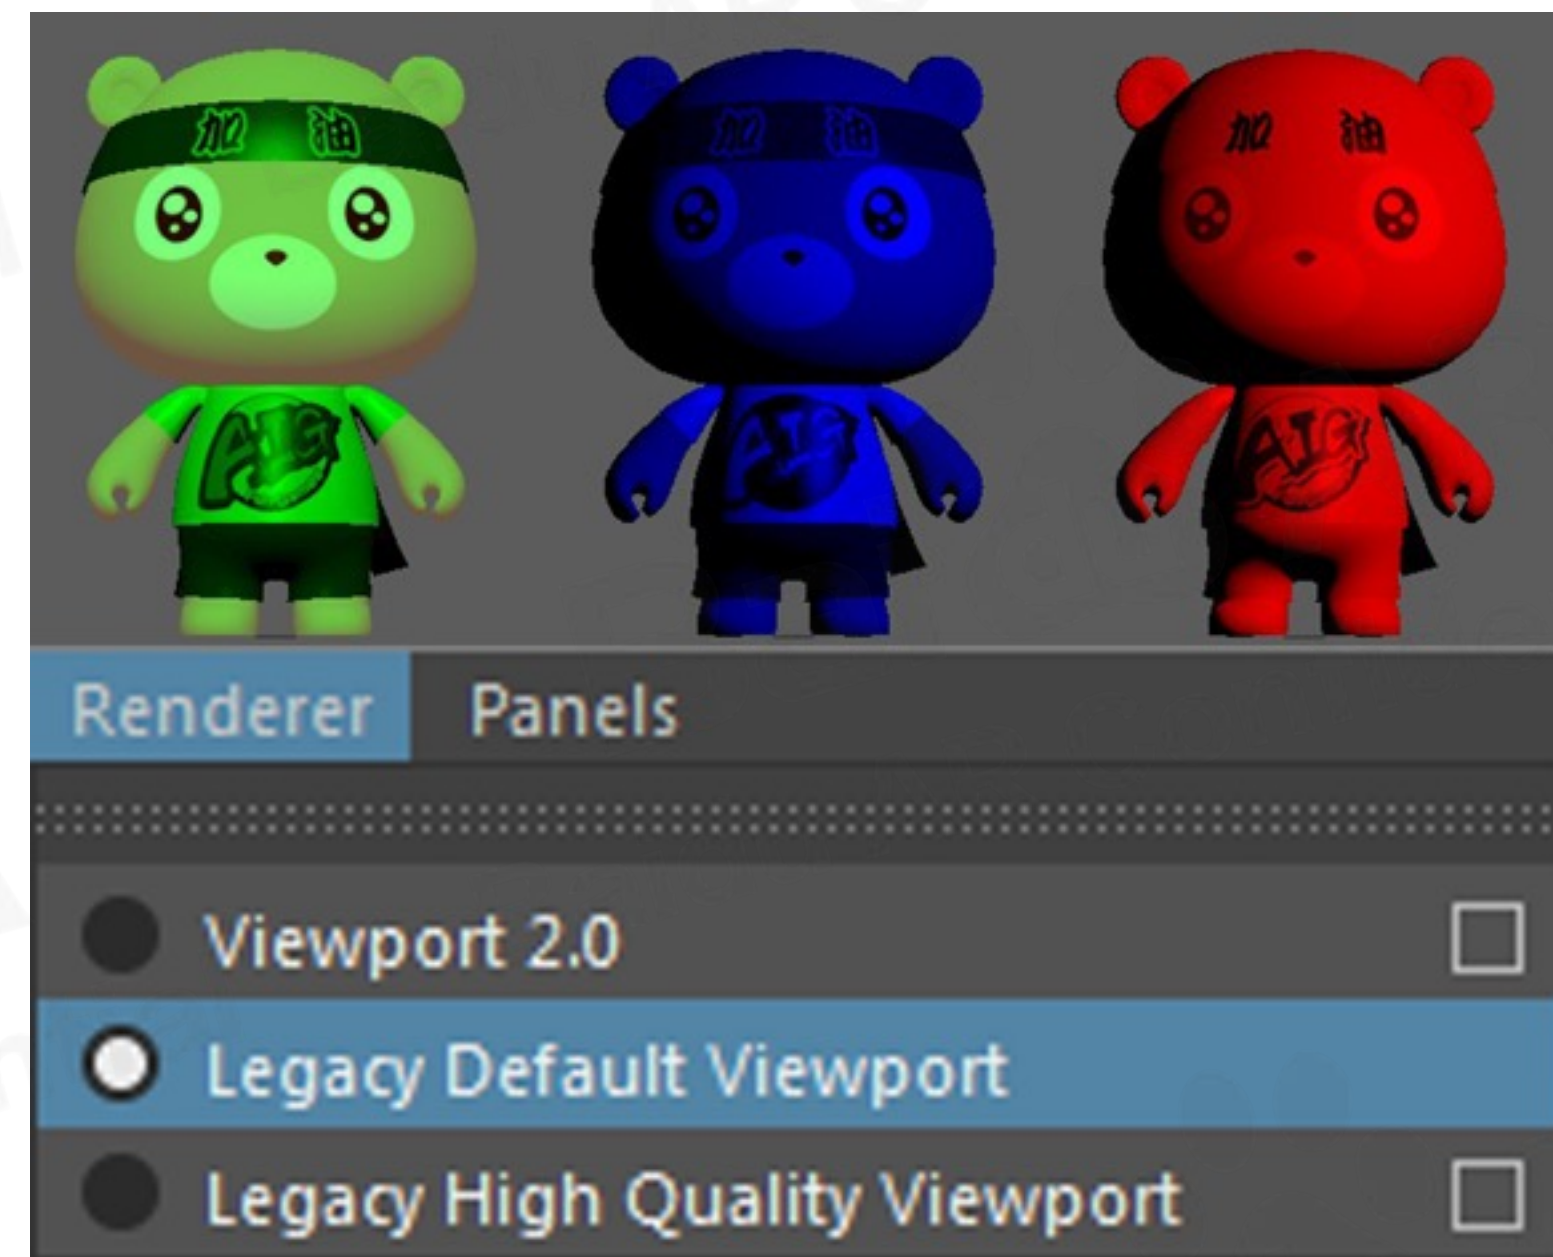 加 油 加 油 加 油
AIG AIG AIG
Renderer Panels
Viewport 2.0
Legacy Default Viewport
Legacy High Quality Viewport